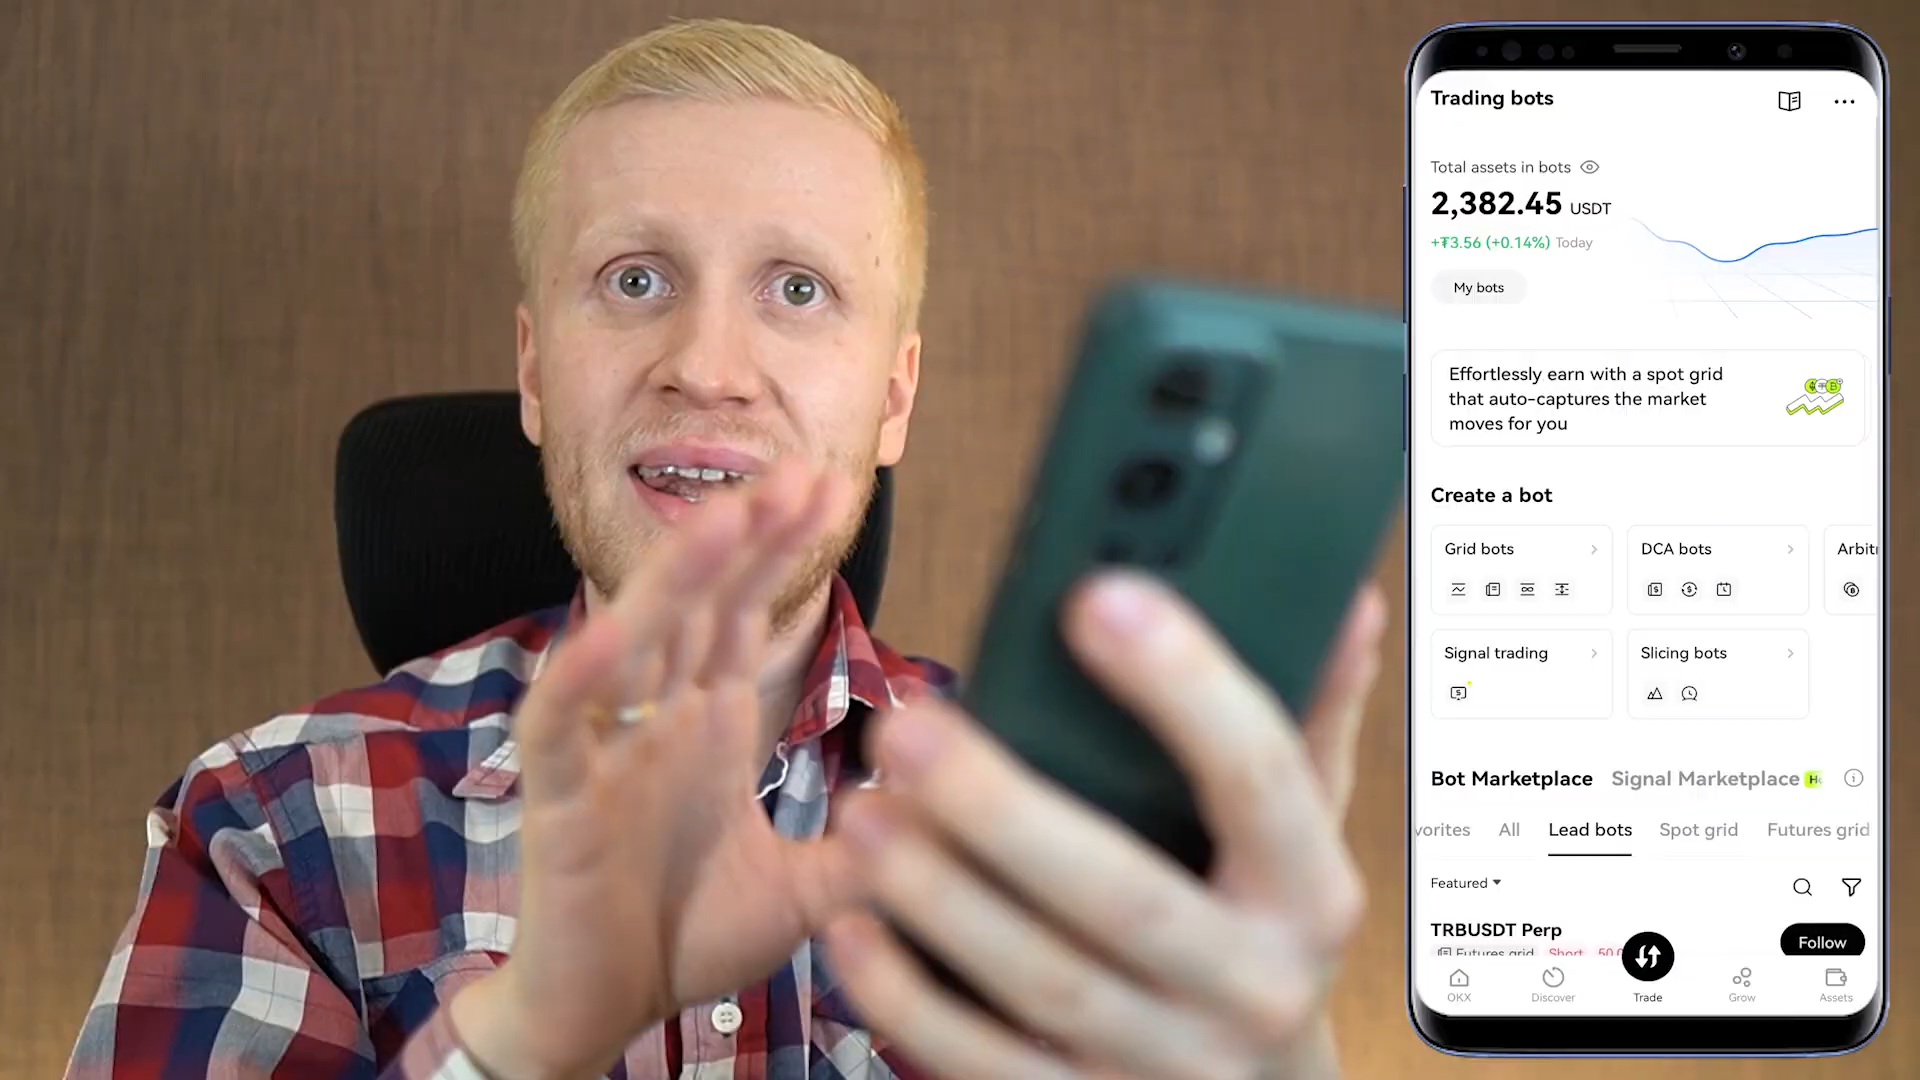 Trading bots
Total assets in bots
2,382.45 USDT
+₮3.56 (+0.14%) Today
My bots
Effortlessly earn with a spot grid
that auto-captures the market
moves for you
Create a bot
Grid bots
DCA bots
Signal trading
Slicing bots
Bot Marketplace Signal Marketplace
All Lead bots Spot grid Futures grid
Featured
TRBUSDT Perp
Follow
Futures grid Short
OKX Discover Trade Grow Assets